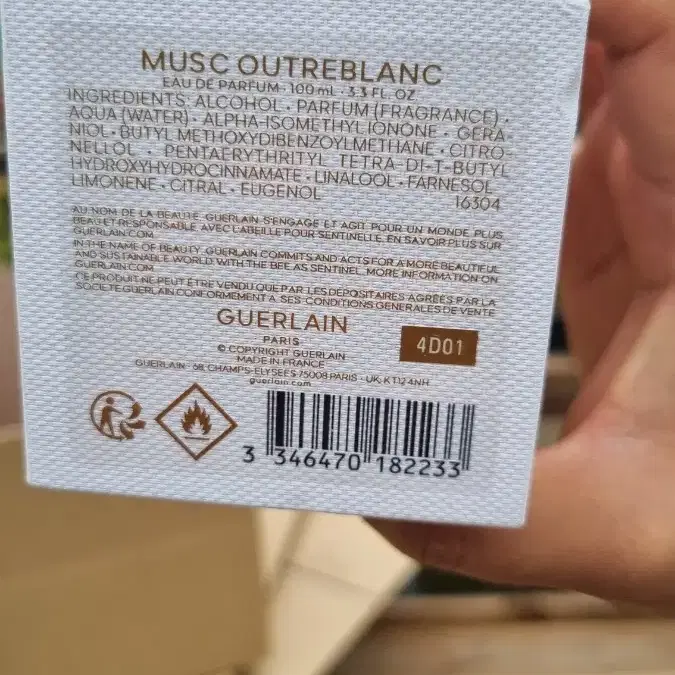 MUSC OUTREBLANC
EAU DE PARFUM · 100 mL · 3.3 FL. OZ
INGREDIENTS: ALCOHOL · PARFUM (FRAGRANCE) ·
AQUA (WATER) · ALPHA-ISOMETHYL IONONE · GERA-
NIOL · BUTYL METHOXYDIBENZOYLMETHANE · CITRO-
NELLOL · PENTAERYTHRITYL TETRA-DI-T-BUTYL
HYDROXYHYDROCINNAMATE · LINALOOL · FARNESOL
LIMONENE · CITRAL · EUGENOL 16304
AU NOM DE LA BEAUTÉ, GUERLAIN S'ENGAGE ET AGIT POUR UN MONDE PLUS
BEAU ET RESPONSABLE, AVEC L'ABEILLE POUR SENTINELLE. EN SAVOIR PLUS SUR
GUERLAIN.COM
IN THE NAME OF BEAUTY, GUERLAIN COMMITS AND ACTS FOR A MORE BEAUTIFUL
AND SUSTAINABLE WORLD WITH THE BEE AS SENTINEL. MORE INFORMATION ON
GUERLAIN.COM
CE PRODUIT NE PEUT ÊTRE VENDU QUE PAR LES DÉPOSITAIRES AGRÉÉS PAR LA
SOCIÉTÉ GUERLAIN CONFORMÉMENT À SES CONDITIONS GÉNÉRALES DE VENTE
GUERLAIN
PARIS
4D01
© COPYRIGHT GUERLAIN
MADE IN FRANCE
GUERLAIN · 68, CHAMPS-ELYSEES 75008 PARIS · UK, KT12 4NH
guerlain.com
3 346470 182233